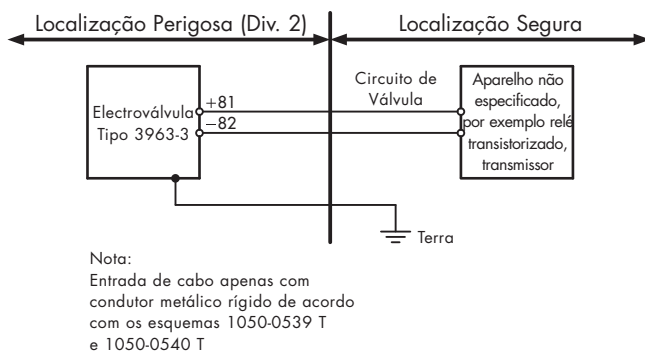 Localização Perigosa (Div. 2)
Localização Segura
Electroválvula
Tipo 3963-3
+81
−82
Circuito de
Válvula
Aparelho não
especificado,
por exemplo relé
transistorizado,
transmissor
Terra
Nota:
Entrada de cabo apenas com
condutor metálico rígido de acordo
com os esquemas 1050-0539 T
e 1050-0540 T